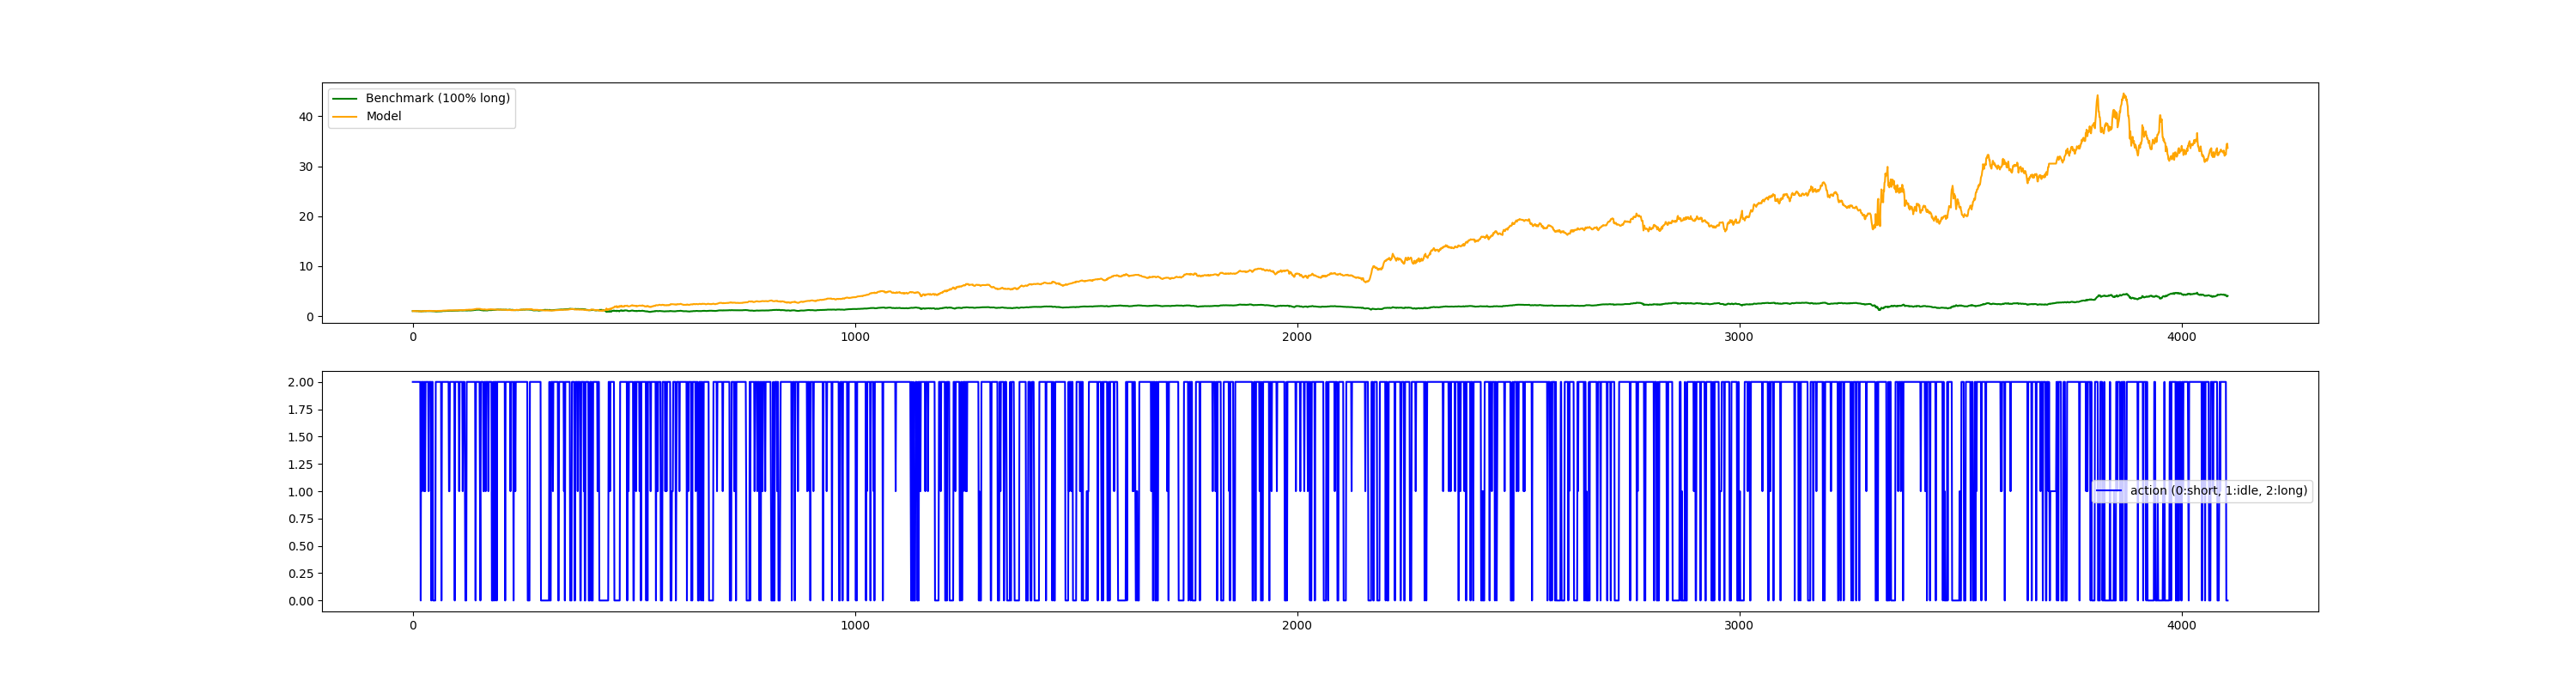 Benchmark (100% long)
Model
40
30
20
10
0
0 1000 2000 3000 4000
2.00
1.75
1.50
1.25
1.00
action (0:short, 1:idle, 2:long)
0.75
0.50
0.25
0.00
0 1000 2000 3000 4000